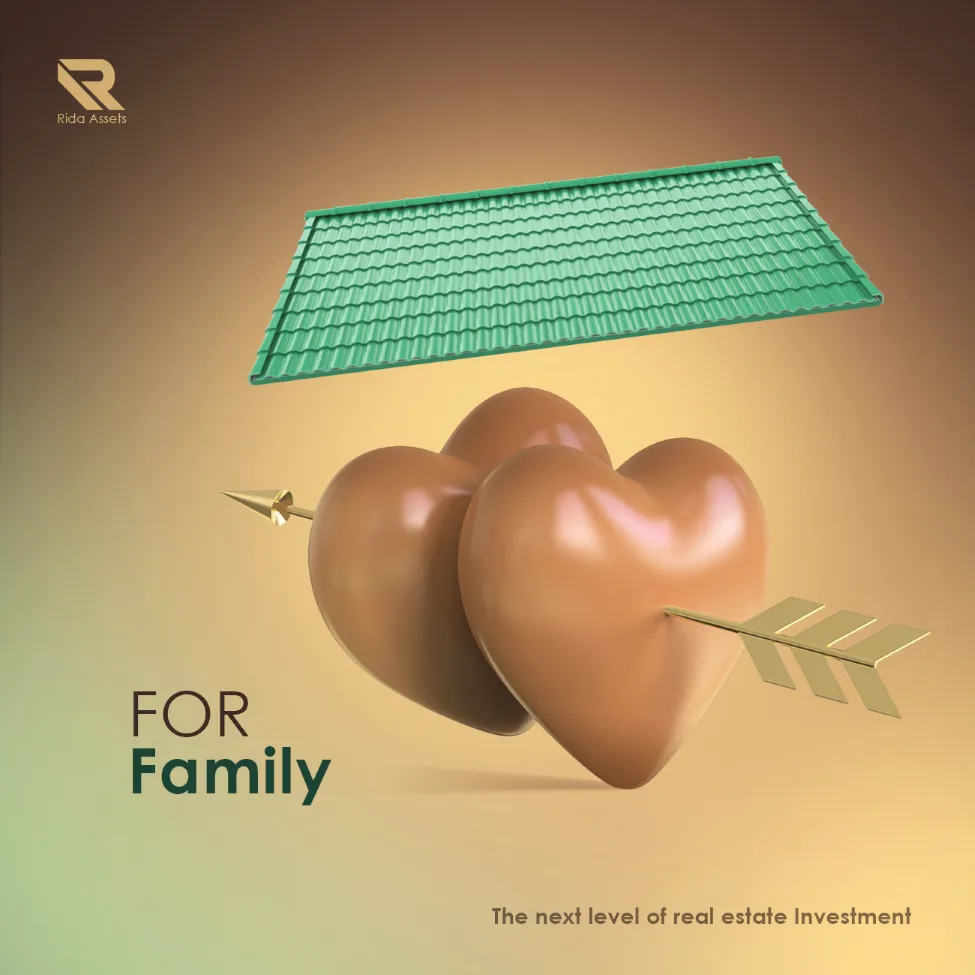 Rida Assets
FOR
Family
The next level of real estate Investment